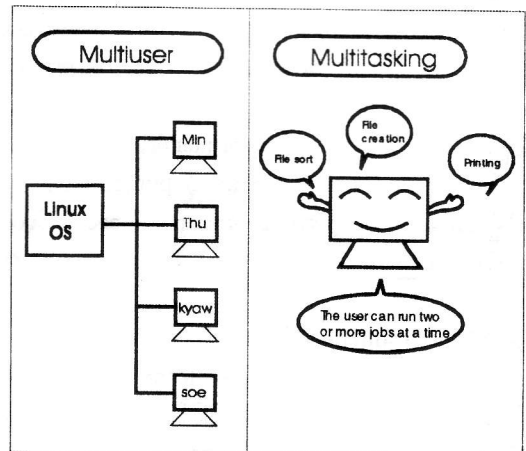 Multiuser
Linux
OS
Min
Thu
kyaw
soe
Multitasking
File sort
File
creation
Printing
The user can run two
or more jobs at a time